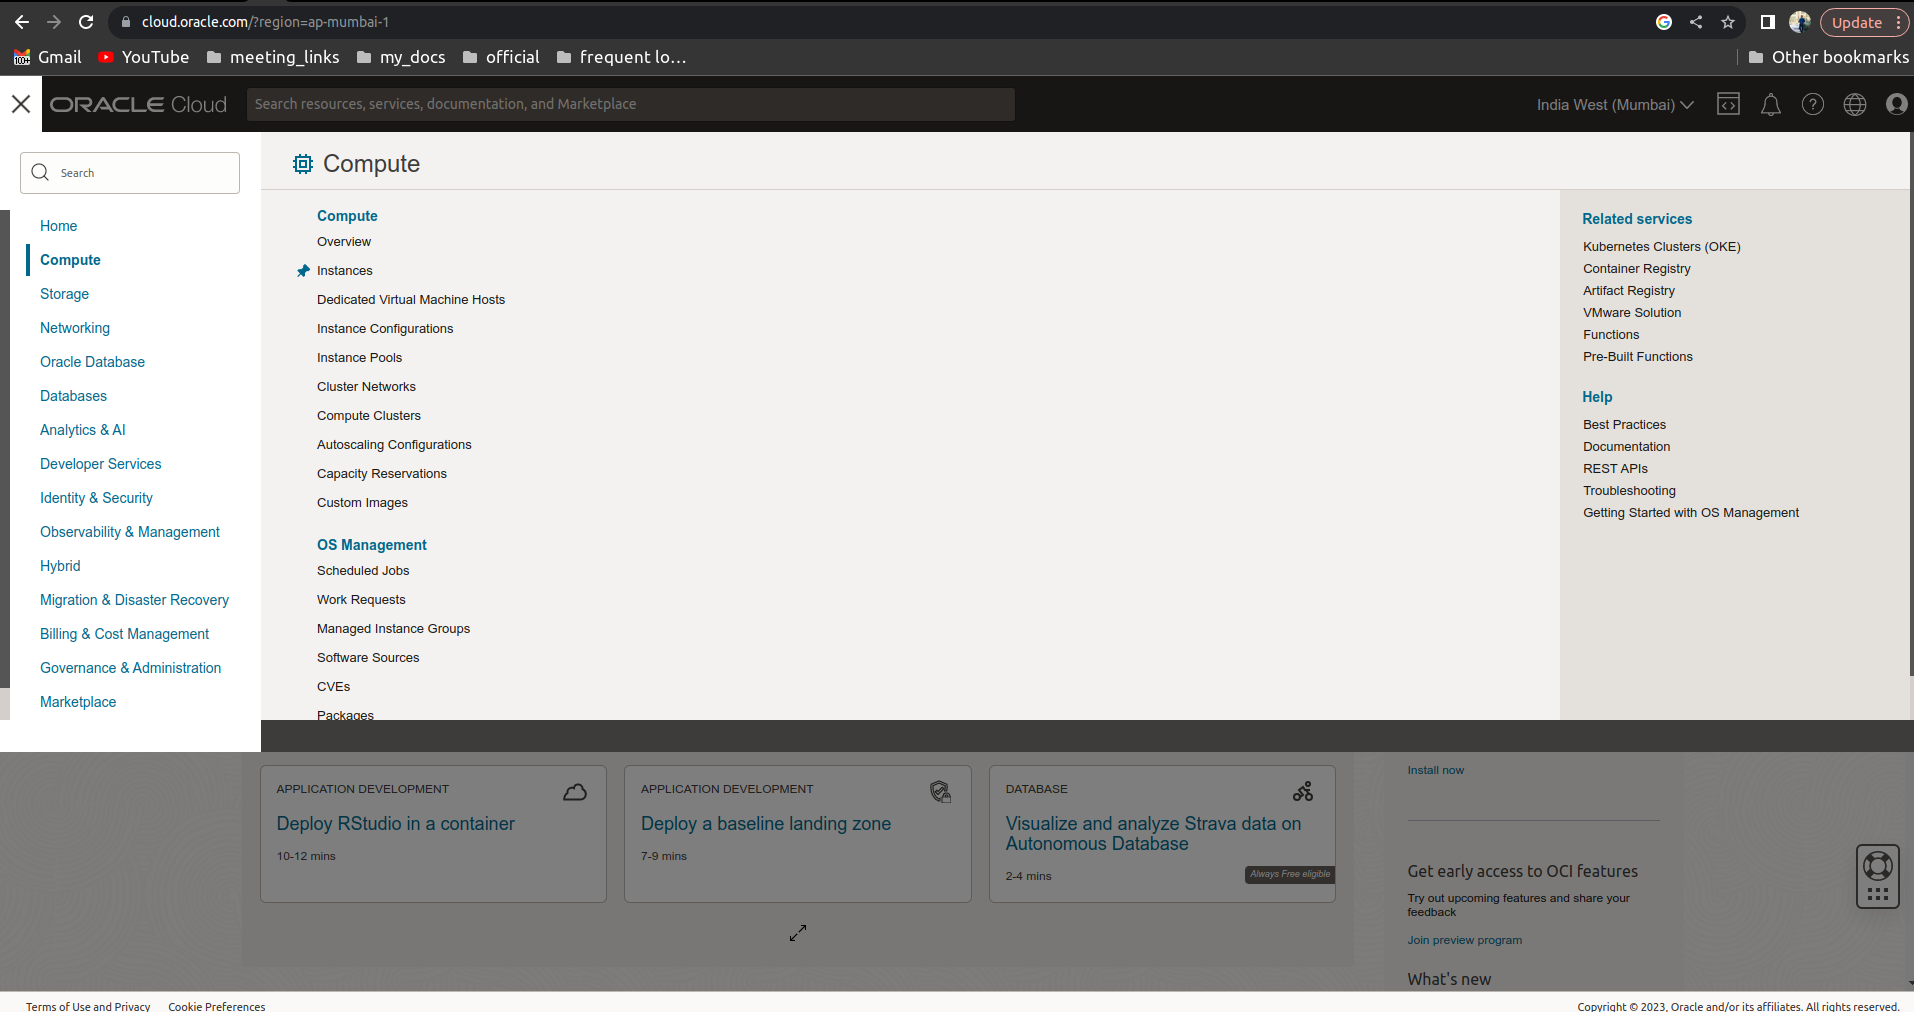 cloud.oracle.com/?region=ap-mumbai-1
Update
Gmail
YouTube
meeting_links
my_docs
official
frequent lo...
Other bookmarks
ORACLE Cloud
Search resources, services, documentation, and Marketplace
India West (Mumbai)
Search
Home
Compute
Storage
Networking
Oracle Database
Databases
Analytics & AI
Developer Services
Identity & Security
Observability & Management
Hybrid
Migration & Disaster Recovery
Billing & Cost Management
Governance & Administration
Marketplace
Compute
Compute
Overview
Instances
Dedicated Virtual Machine Hosts
Instance Configurations
Instance Pools
Cluster Networks
Compute Clusters
Autoscaling Configurations
Capacity Reservations
Custom Images
OS Management
Scheduled Jobs
Work Requests
Managed Instance Groups
Software Sources
CVEs
Packages
Related services
Kubernetes Clusters (OKE)
Container Registry
Artifact Registry
VMware Solution
Functions
Pre-Built Functions
Help
Best Practices
Documentation
REST APIs
Troubleshooting
Getting Started with OS Management
APPLICATION DEVELOPMENT
Deploy RStudio in a container
10-12 mins
APPLICATION DEVELOPMENT
Deploy a baseline landing zone
7-9 mins
DATABASE
Visualize and analyze Strava data on
Autonomous Database
2-4 mins
Always Free eligible
Install now
Get early access to OCI features
Try out upcoming features and share your
feedback
Join preview program
What's new
Terms of Use and Privacy
Cookie Preferences
Copyright © 2023, Oracle and/or its affiliates. All rights reserved.